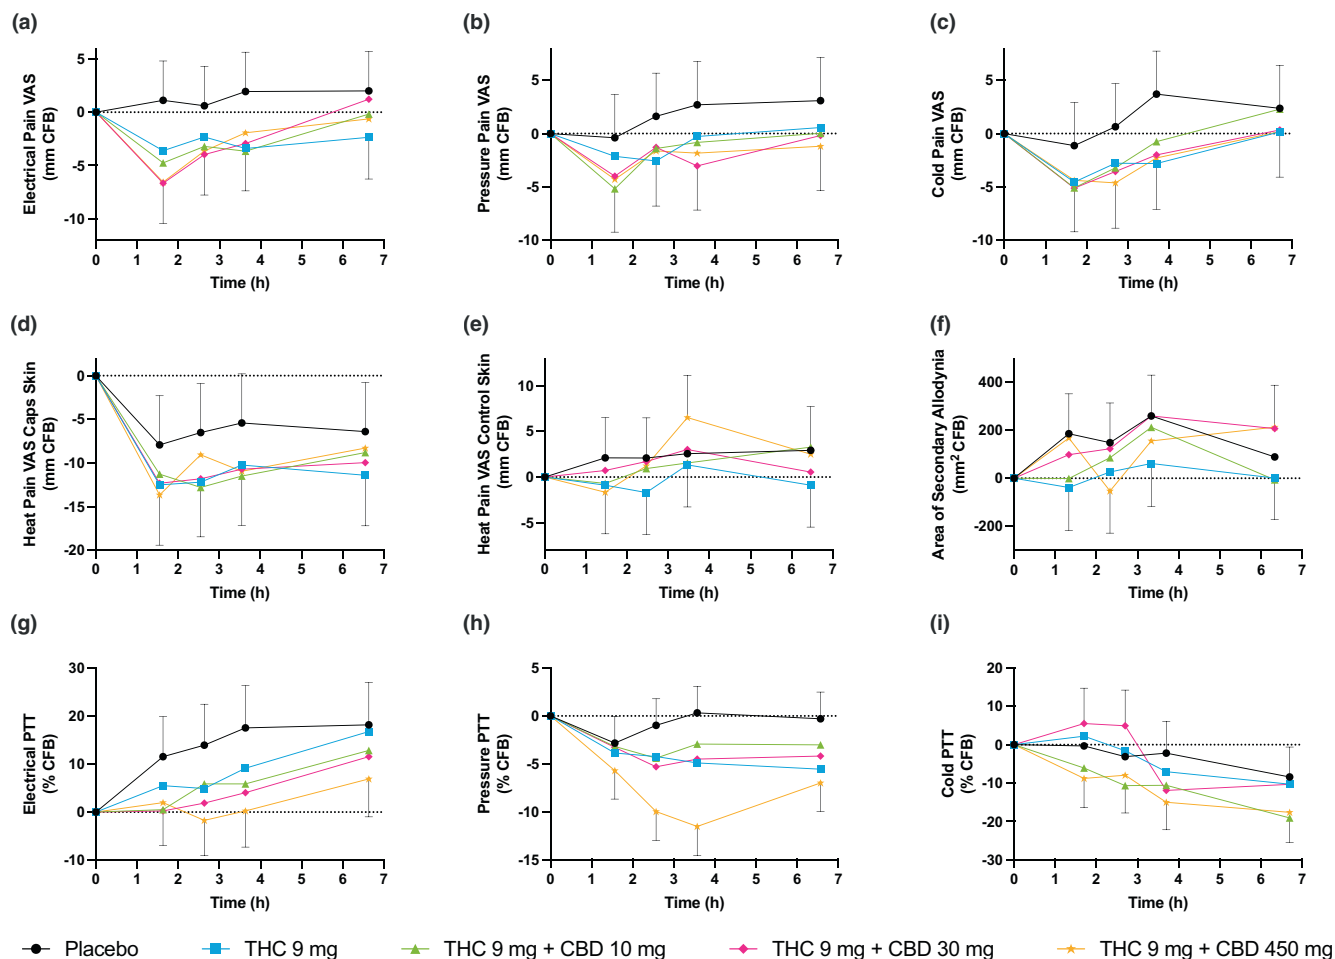 (a)
Electrical Pain VAS
(mm CFB)
5
0
-5
-10
0 1 2 3 4 5 6 7
Time (h)
(b)
Pressure Pain VAS
(mm CFB)
5
0
-5
-10
0 1 2 3 4 5 6 7
Time (h)
(c)
Cold Pain VAS
(mm CFB)
5
0
-5
-10
0 1 2 3 4 5 6 7
Time (h)
(d)
Heat Pain VAS Caps Skin
(mm CFB)
0
-5
-10
-15
-20
0 1 2 3 4 5 6 7
Time (h)
(e)
Heat Pain VAS Control Skin
(mm CFB)
10
5
0
-5
0 1 2 3 4 5 6 7
Time (h)
(f)
Area of Secondary Allodynia
(mm² CFB)
400
200
0
-200
0 1 2 3 4 5 6 7
Time (h)
(g)
Electrical PTT
(% CFB)
30
20
10
0
-10
0 1 2 3 4 5 6 7
Time (h)
(h)
Pressure PTT
(% CFB)
5
0
-5
-10
-15
0 1 2 3 4 5 6 7
Time (h)
(i)
Cold PTT
(% CFB)
20
10
0
-10
-20
-30
0 1 2 3 4 5 6 7
Time (h)
Placebo THC 9 mg THC 9 mg + CBD 10 mg THC 9 mg + CBD 30 mg THC 9 mg + CBD 450 mg